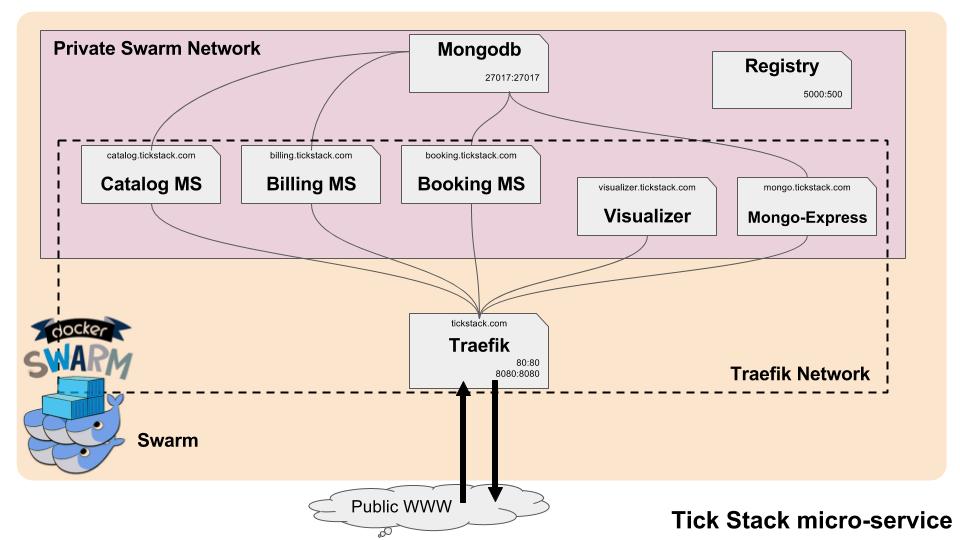 Private Swarm Network
Mongodb
27017:27017
Registry
5000:500
catalog.tickstack.com
Catalog MS
billing.tickstack.com
Billing MS
booking.tickstack.com
Booking MS
visualizer.tickstack.com
Visualizer
mongo.tickstack.com
Mongo-Express
tickstack.com
Traefik
80:80
8080:8080
Traefik Network
docker
SWARM
Swarm
Public WWW
Tick Stack micro-service